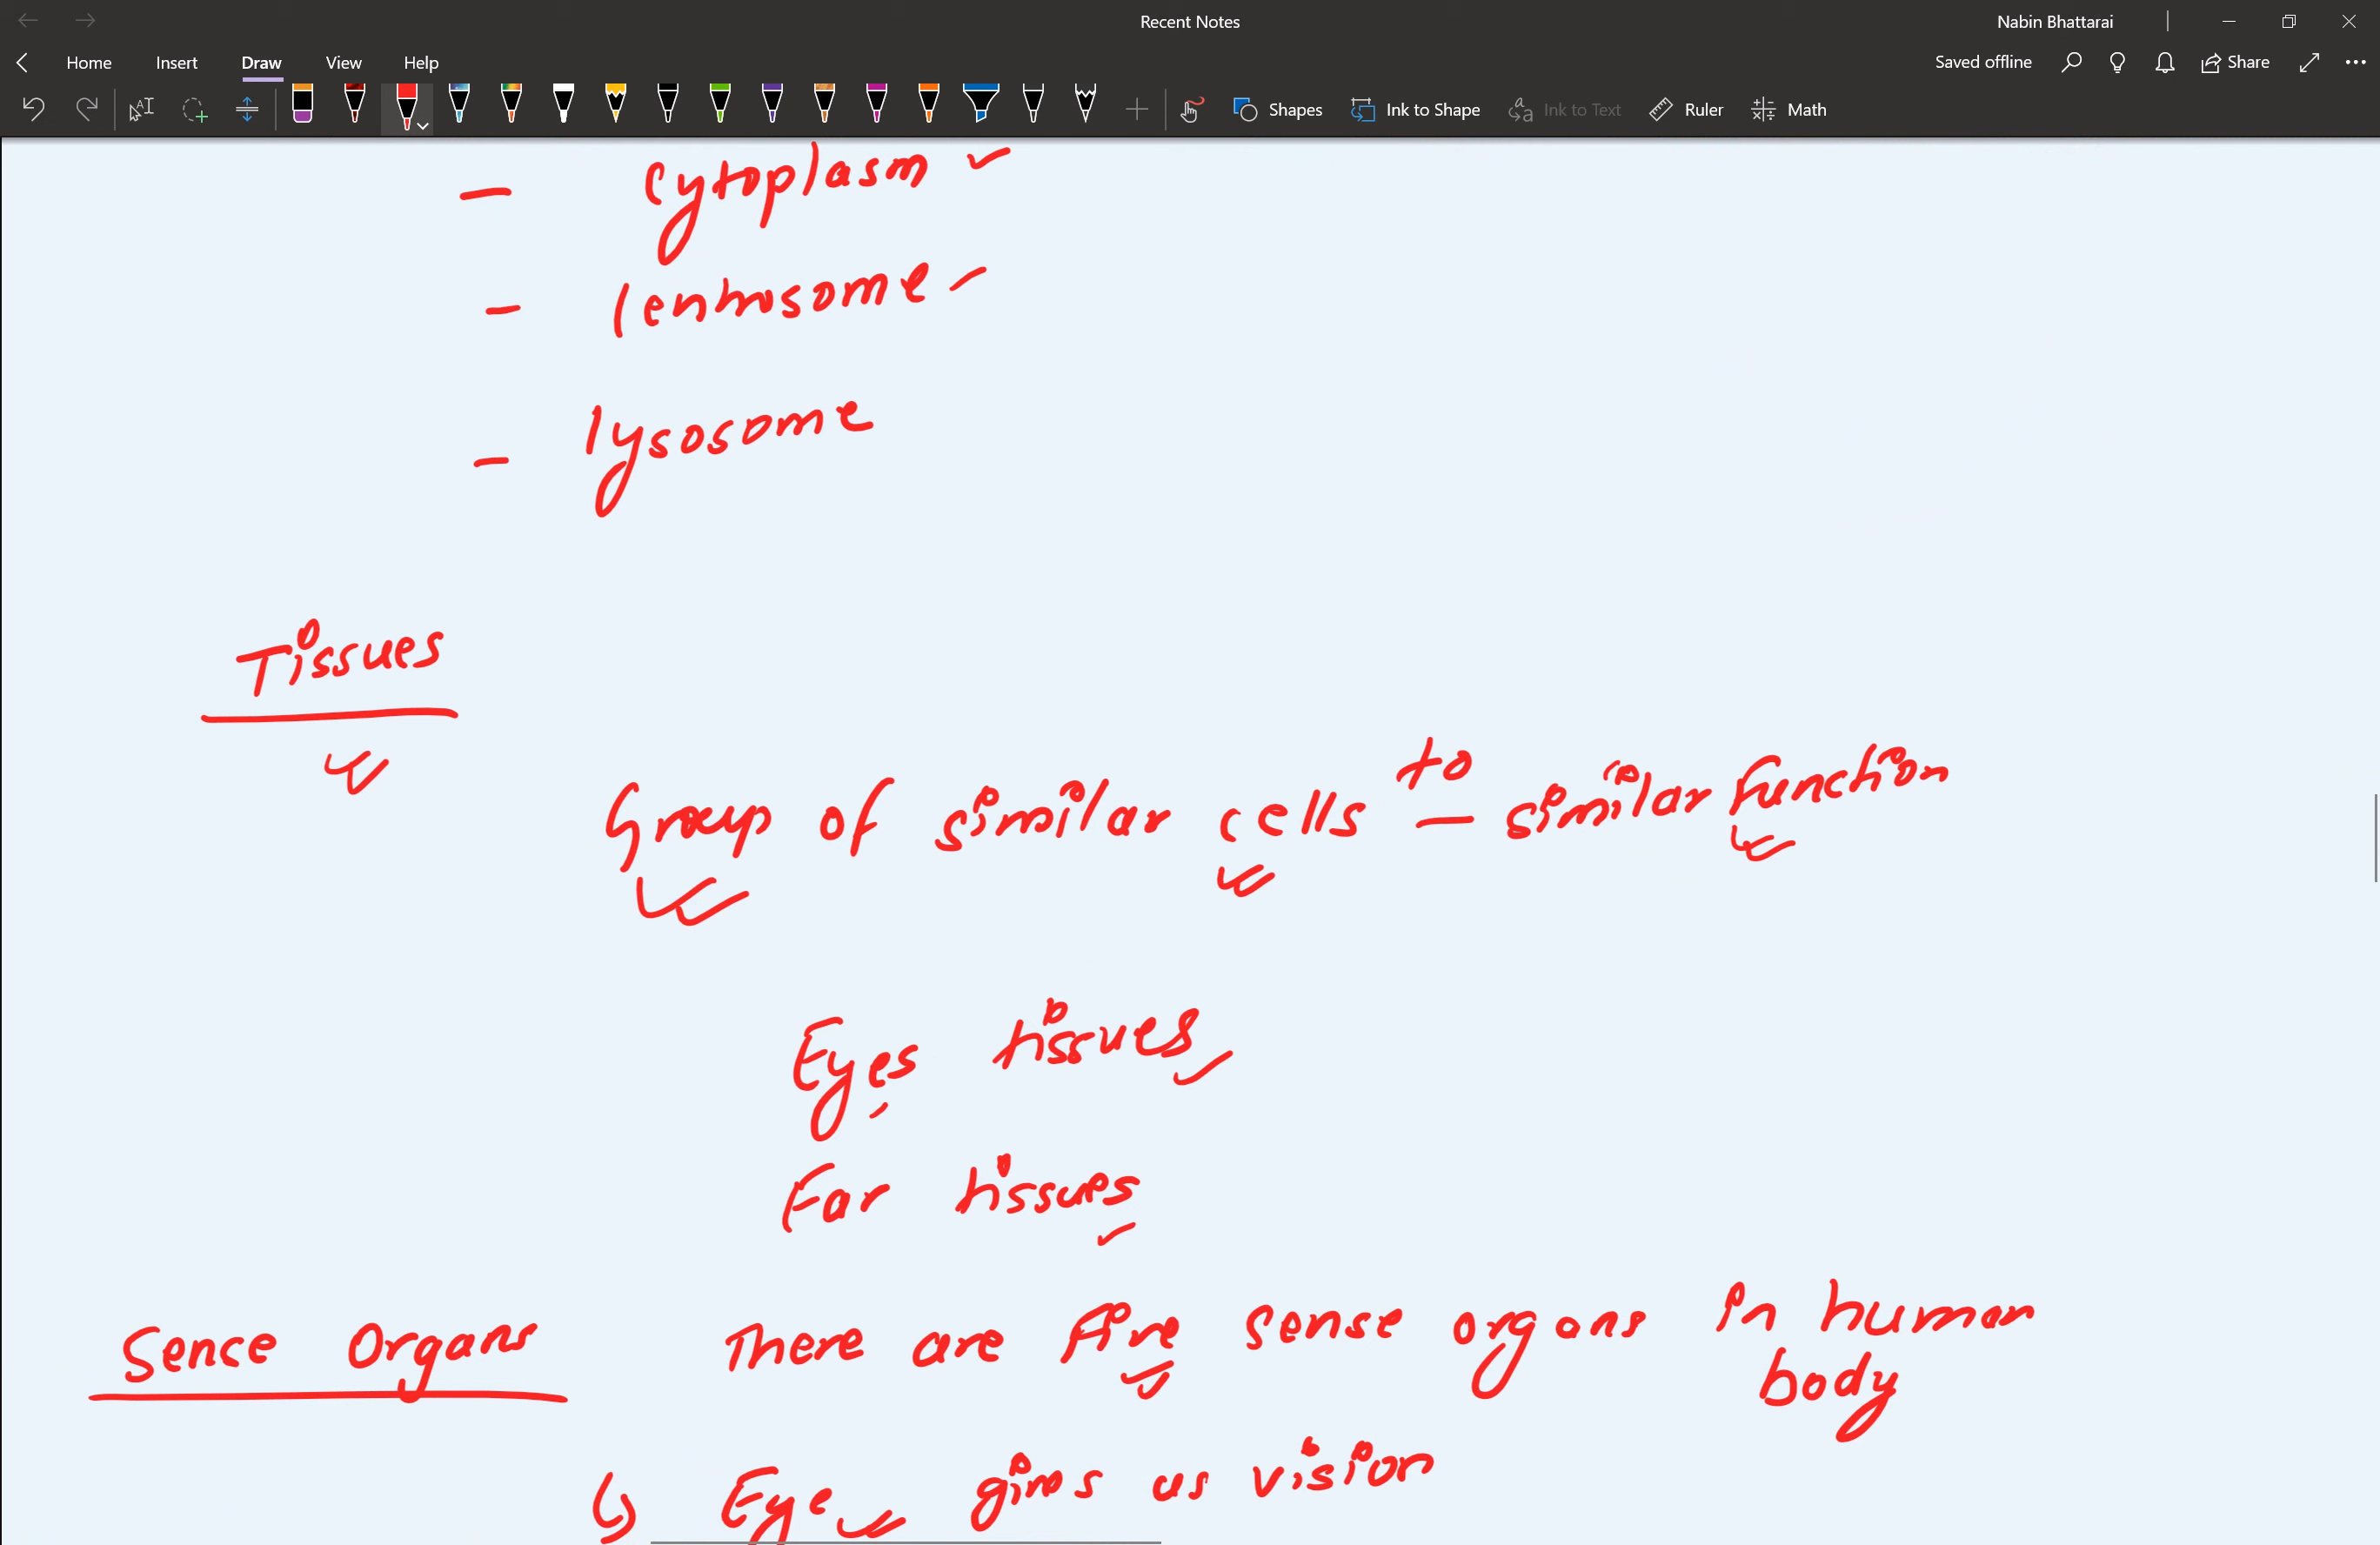 Recent Notes
Nabin Bhattarai
Home Insert Draw View Help
Saved offline
Share
Shapes Ink to Shape Ink to Text Ruler Math
- Cytoplasm
- Centrosome
- lysosome
Tissues
Group of similar cells to - similar function
Eyes tissues
Ear tissues
Sence Organs There are five sense organs in human
body
Eye gives us vision